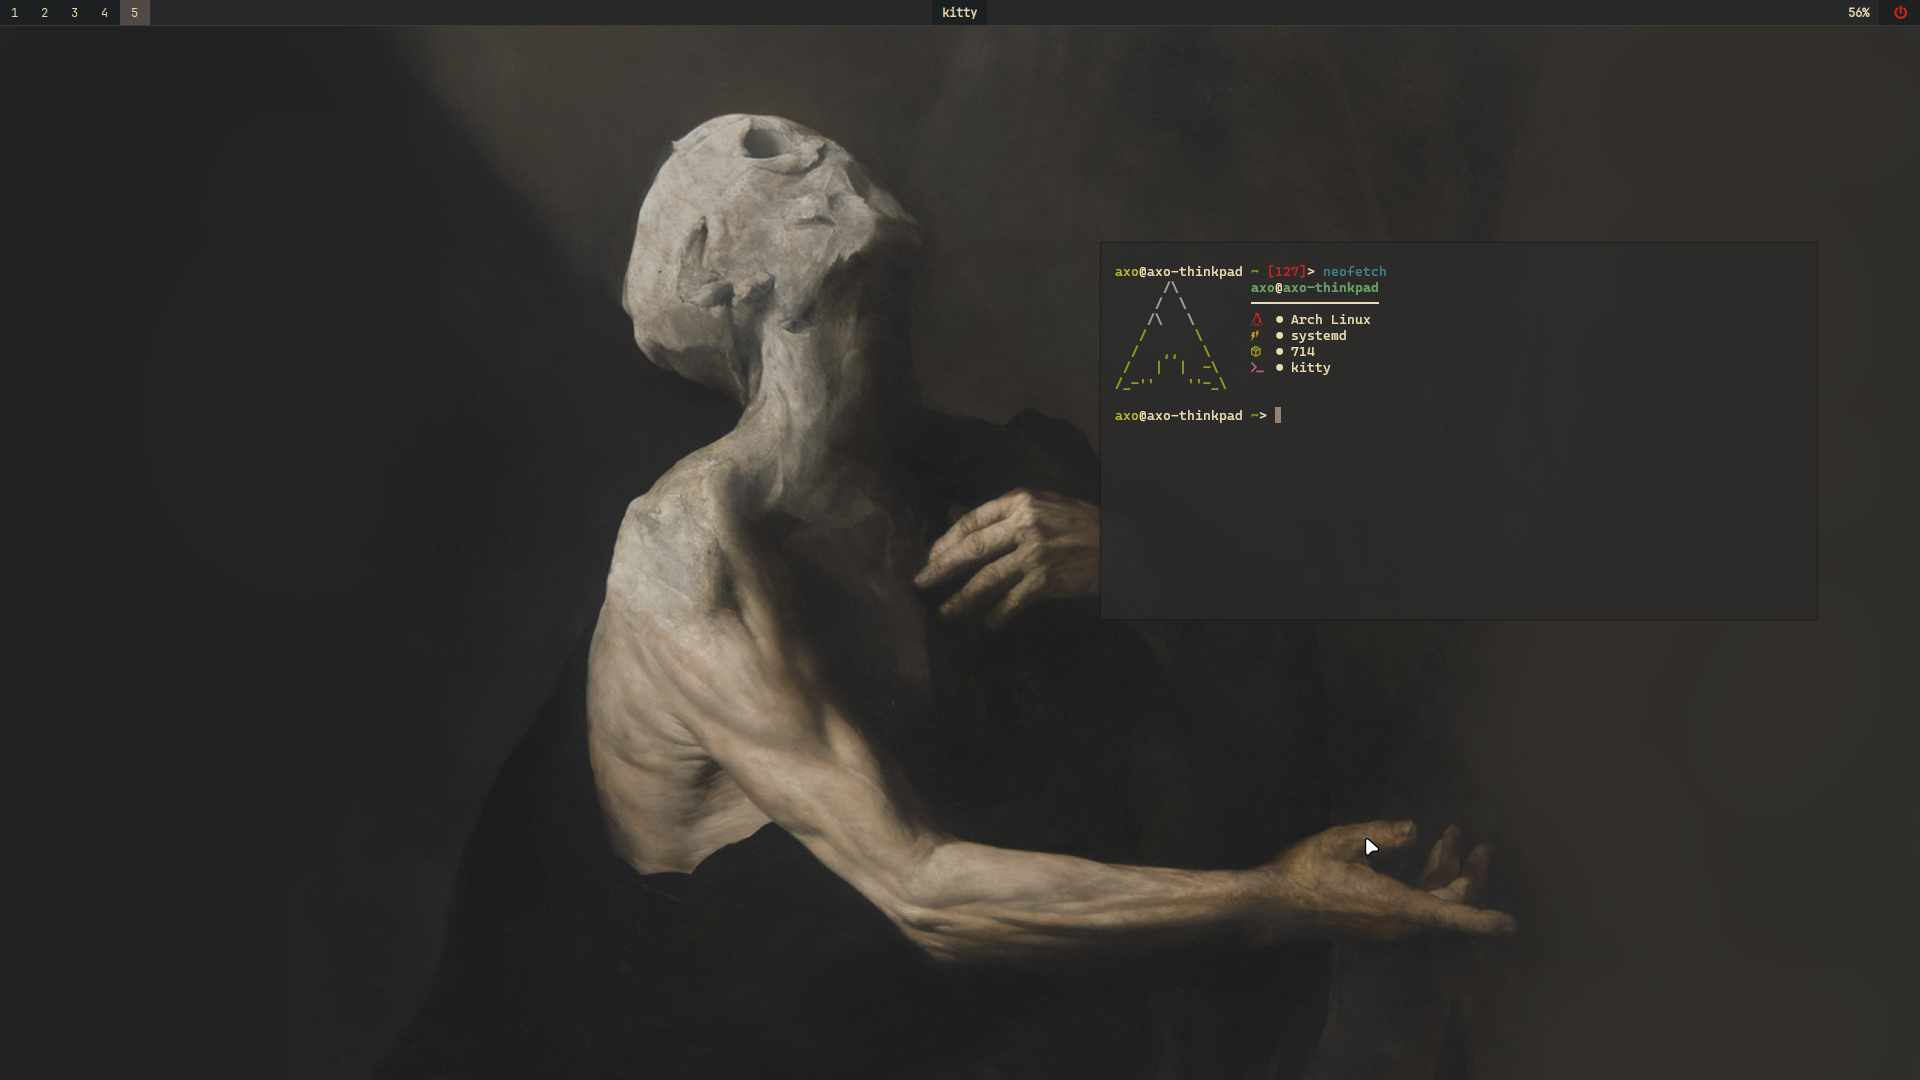 1 2 3 4 5 kitty 56%
axo@axo-thinkpad ~ [127]> neofetch
axo@axo-thinkpad
● Arch Linux
● systemd
● 714
● kitty
axo@axo-thinkpad ~>